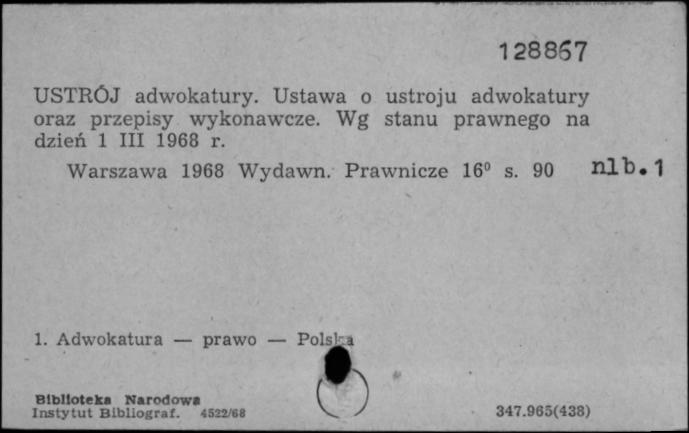 128867
USTRÓJ adwokatury. Ustawa o ustroju adwokatury
oraz przepisy wykonawcze. Wg stanu prawnego na
dzień 1 III 1968 r.
Warszawa 1968 Wydawn. Prawnicze 16⁰ s. 90 nlb.1
1. Adwokatura — prawo — Polska
Biblioteka Narodowa
Instytut Bibliograf. 4522/68
347.965(438)